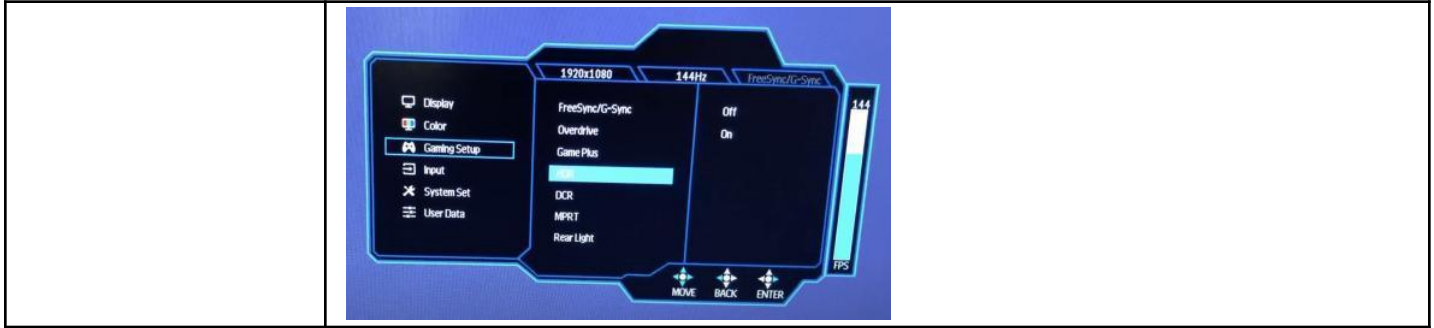 1920x1080
144Hz
FreeSync/G-Sync
Display
Color
Gaming Setup
Input
System Set
User Data
FreeSync/G-Sync
Overdrive
Game Plus
DCR
MPRT
Rear Light
Off
On
144
FPS
MOVE
BACK
ENTER